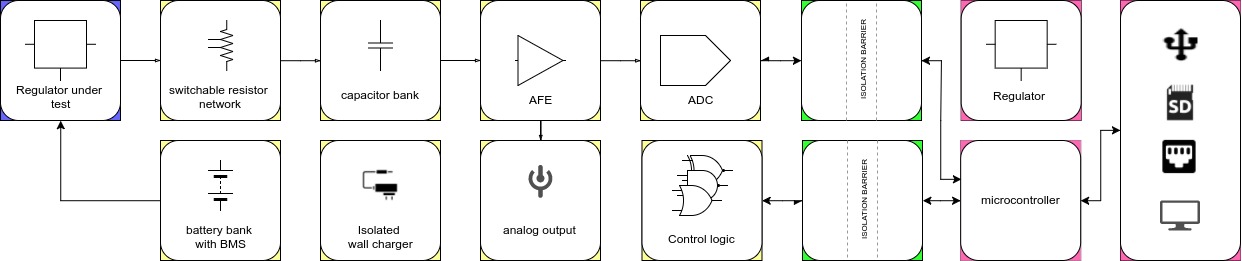 Regulator under
test
switchable resistor
network
capacitor bank
AFE
ADC
ISOLATION BARRIER
Regulator
SD
battery bank
with BMS
Isolated
wall charger
analog output
Control logic
ISOLATION BARRIER
microcontroller